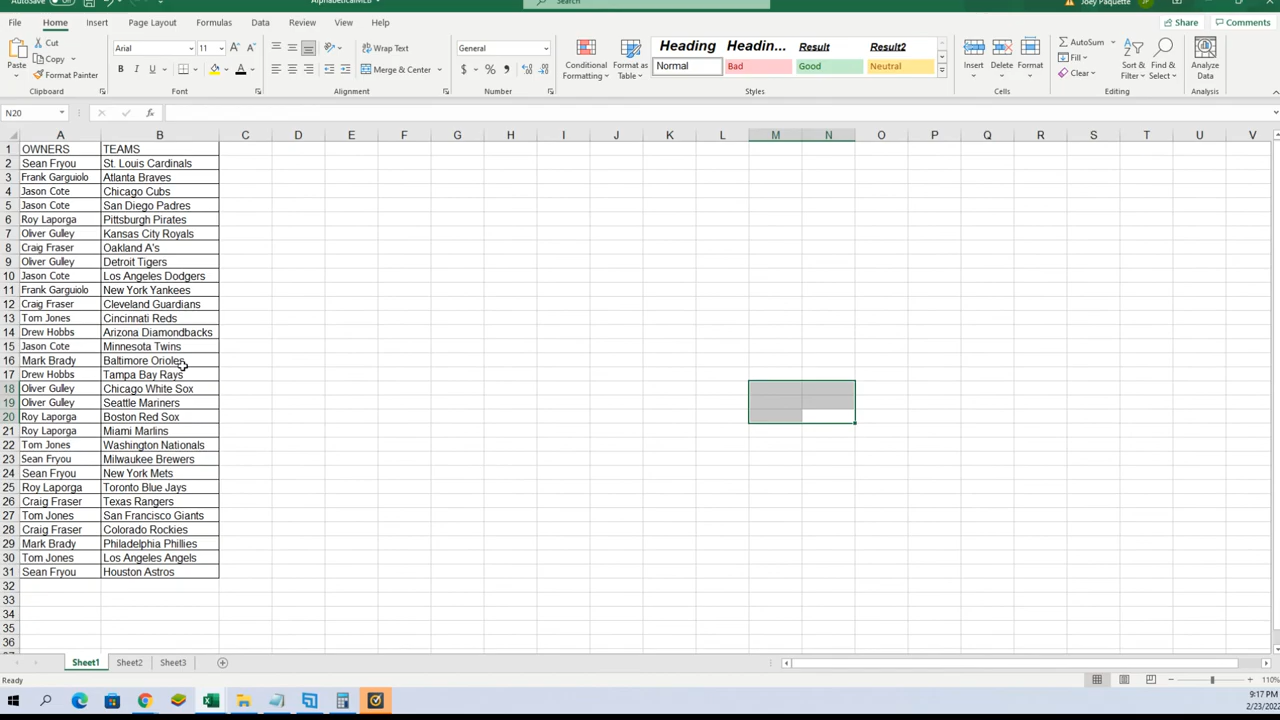 AutoSave
AlphabeticalMLB
Search
Joey Paquette
JP
File Home Insert Page Layout Formulas Data Review View Help Share Comments
Paste Cut Copy Format Painter Clipboard
Arial 11 B I U A Font
Wrap Text Merge & Center Alignment
General $ % Number
Conditional Formatting Format as Table
Heading Headin... Result Result2
Normal Bad Good Neutral
Styles
Insert Delete Format Cells
AutoSum Fill Clear Sort & Filter Find & Select Editing
Analyze Data Analysis
N20 fx
A B C D E F G H I J K L M N O P Q R S T U V
1 OWNERS TEAMS
2 Sean Fryou St. Louis Cardinals
3 Frank Garguiolo Atlanta Braves
4 Jason Cote Chicago Cubs
5 Jason Cote San Diego Padres
6 Roy Laporga Pittsburgh Pirates
7 Oliver Gulley Kansas City Royals
8 Craig Fraser Oakland A's
9 Oliver Gulley Detroit Tigers
10 Jason Cote Los Angeles Dodgers
11 Frank Garguiolo New York Yankees
12 Craig Fraser Cleveland Guardians
13 Tom Jones Cincinnati Reds
14 Drew Hobbs Arizona Diamondbacks
15 Jason Cote Minnesota Twins
16 Mark Brady Baltimore Orioles
17 Drew Hobbs Tampa Bay Rays
18 Oliver Gulley Chicago White Sox
19 Oliver Gulley Seattle Mariners
20 Roy Laporga Boston Red Sox
21 Roy Laporga Miami Marlins
22 Tom Jones Washington Nationals
23 Sean Fryou Milwaukee Brewers
24 Sean Fryou New York Mets
25 Roy Laporga Toronto Blue Jays
26 Craig Fraser Texas Rangers
27 Tom Jones San Francisco Giants
28 Craig Fraser Colorado Rockies
29 Mark Brady Philadelphia Phillies
30 Tom Jones Los Angeles Angels
31 Sean Fryou Houston Astros
32
33
34
35
36
Sheet1 Sheet2 Sheet3
Ready 110%
9:17 PM